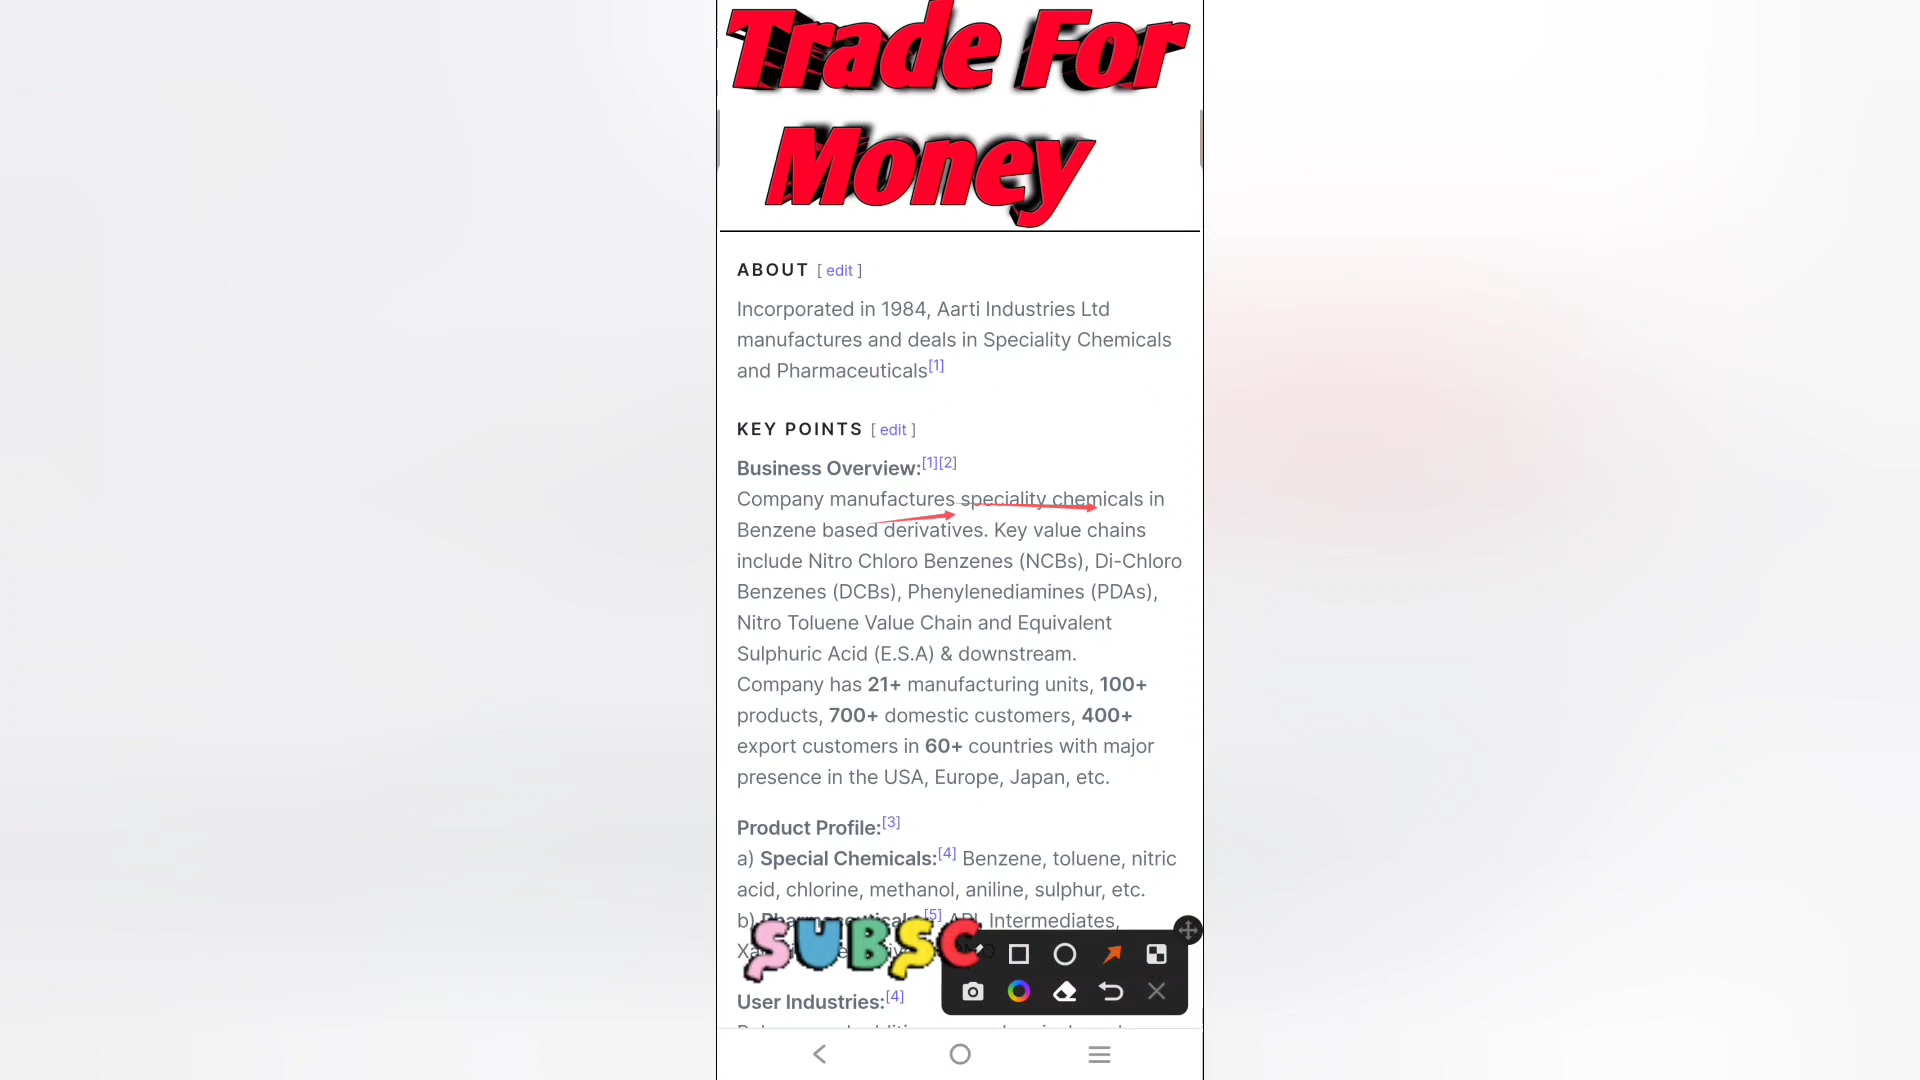 Trade For
Money
ABOUT [ edit ]
Incorporated in 1984, Aarti Industries Ltd
manufactures and deals in Speciality Chemicals
and Pharmaceuticals[1]
KEY POINTS [ edit ]
Business Overview:[1][2]
Company manufactures speciality chemicals in
Benzene based derivatives. Key value chains
include Nitro Chloro Benzenes (NCBs), Di-Chloro
Benzenes (DCBs), Phenylenediamines (PDAs),
Nitro Toluene Value Chain and Equivalent
Sulphuric Acid (E.S.A) & downstream.
Company has 21+ manufacturing units, 100+
products, 700+ domestic customers, 400+
export customers in 60+ countries with major
presence in the USA, Europe, Japan, etc.
Product Profile:[3]
a) Special Chemicals:[4] Benzene, toluene, nitric
acid, chlorine, methanol, aniline, sulphur, etc.
b) Pharmaceuticals:[5] API, Intermediates,
SUBSC
User Industries:[4]